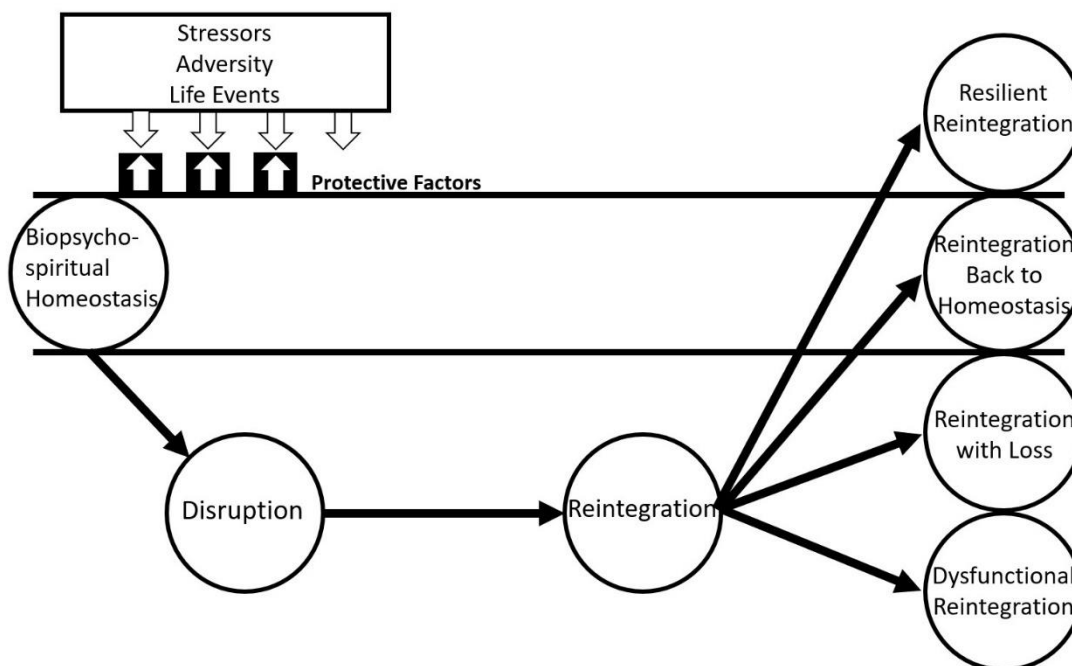 Stressors
Adversity
Life Events
Protective Factors
Biopsycho-
spiritual
Homeostasis
Disruption
Reintegration
Resilient
Reintegration
Reintegration
Back to
Homeostasis
Reintegration
with Loss
Dysfunctional
Reintegration